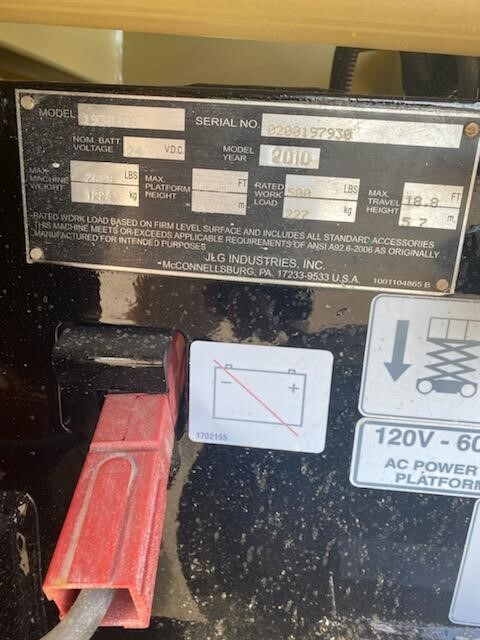 MODEL 1930ES SERIAL NO. 0200197930
NOM. BATT. VOLTAGE 24 V.D.C MODEL YEAR 2010
MAX. MACHINE WEIGHT LBS kg MAX. PLATFORM HEIGHT FT m RATED WORK LOAD 500 LBS 227 kg MAX. TRAVEL HEIGHT 18.8 FT 5.7 m
RATED WORK LOAD BASED ON FIRM LEVEL SURFACE AND INCLUDES ALL STANDARD ACCESSORIES
THIS MACHINE MEETS OR EXCEEDS APPLICABLE REQUIREMENTS OF ANSI A92.6-2006 AS ORIGINALLY
MANUFACTURED FOR INTENDED PURPOSES
JLG INDUSTRIES, INC.
McCONNELLSBURG, PA. 17233-9533 U.S.A. 1001104865 B
- +
1702155
120V - 60
AC POWER
PLATFORM